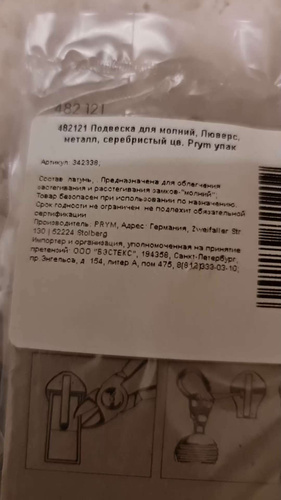 482121
482121 Подвеска для молний, Люверс,
металл, серебристый цв, Prym упак
Артикул: 342339;
Состав: латунь, . Предназначена для облегчения
застегивания и расстегивания замков-"молний";
Товар безопасен при использовании по назначению.
Срок годности не ограничен. не подлежит обязательной
сертификации
Производитель: PRYM, Адрес: Германия, Zweifaller Str
130 | 52224 Stolberg
Импортер и организация, уполномоченная на принятие
претензий: ООО "БЭСТЕКС", 194358, Санкт-Петербург,
пр.Энгельса, д. 154, литер А, пом 475, 8(812)333-03-10;